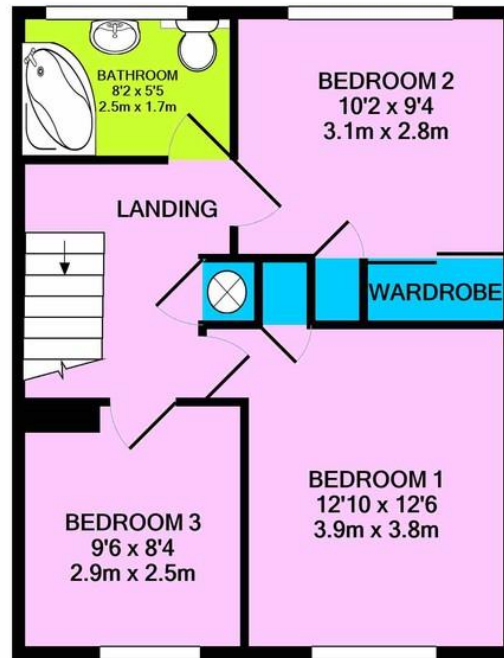 BATHROOM
8'2 x 5'5
2.5m x 1.7m
BEDROOM 2
10'2 x 9'4
3.1m x 2.8m
LANDING
WARDROBE
BEDROOM 1
12'10 x 12'6
3.9m x 3.8m
BEDROOM 3
9'6 x 8'4
2.9m x 2.5m